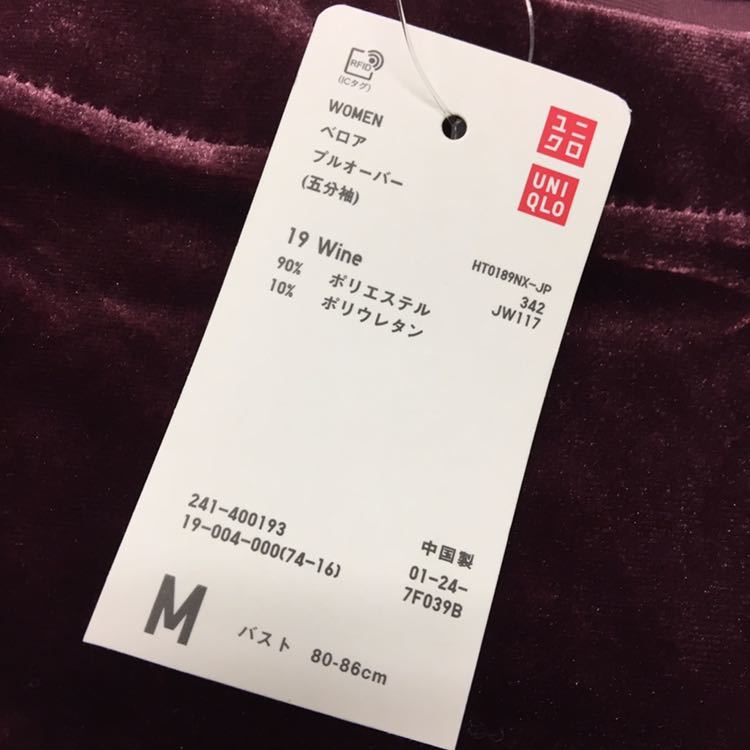 RFID
(ICタグ)
WOMEN
ベロア
プルオーバー
(五分袖)
ユニ
クロ
UNI
QLO
19 Wine
90% ポリエステル
10% ポリウレタン
HT0189NX-JP
342
JW117
241-400193
19-004-000(74-16)
中国製
01-24-
7F039B
M
バスト 80-86cm